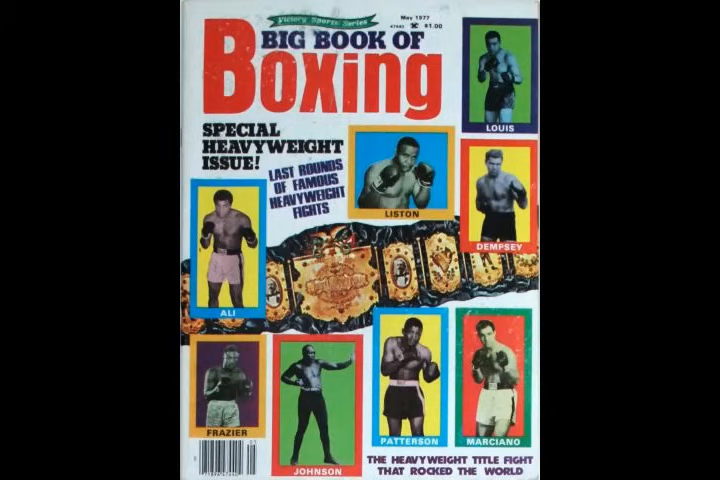 Victory Sports Series
May 1977
47482 $1.00
BIG BOOK OF
Boxing
SPECIAL
HEAVYWEIGHT
ISSUE!
LAST ROUNDS
OF FAMOUS
HEAVYWEIGHT
FIGHTS
LOUIS
LISTON
DEMPSEY
ALI
FRAZIER
JOHNSON
PATTERSON
MARCIANO
THE HEAVYWEIGHT TITLE FIGHT
THAT ROCKED THE WORLD